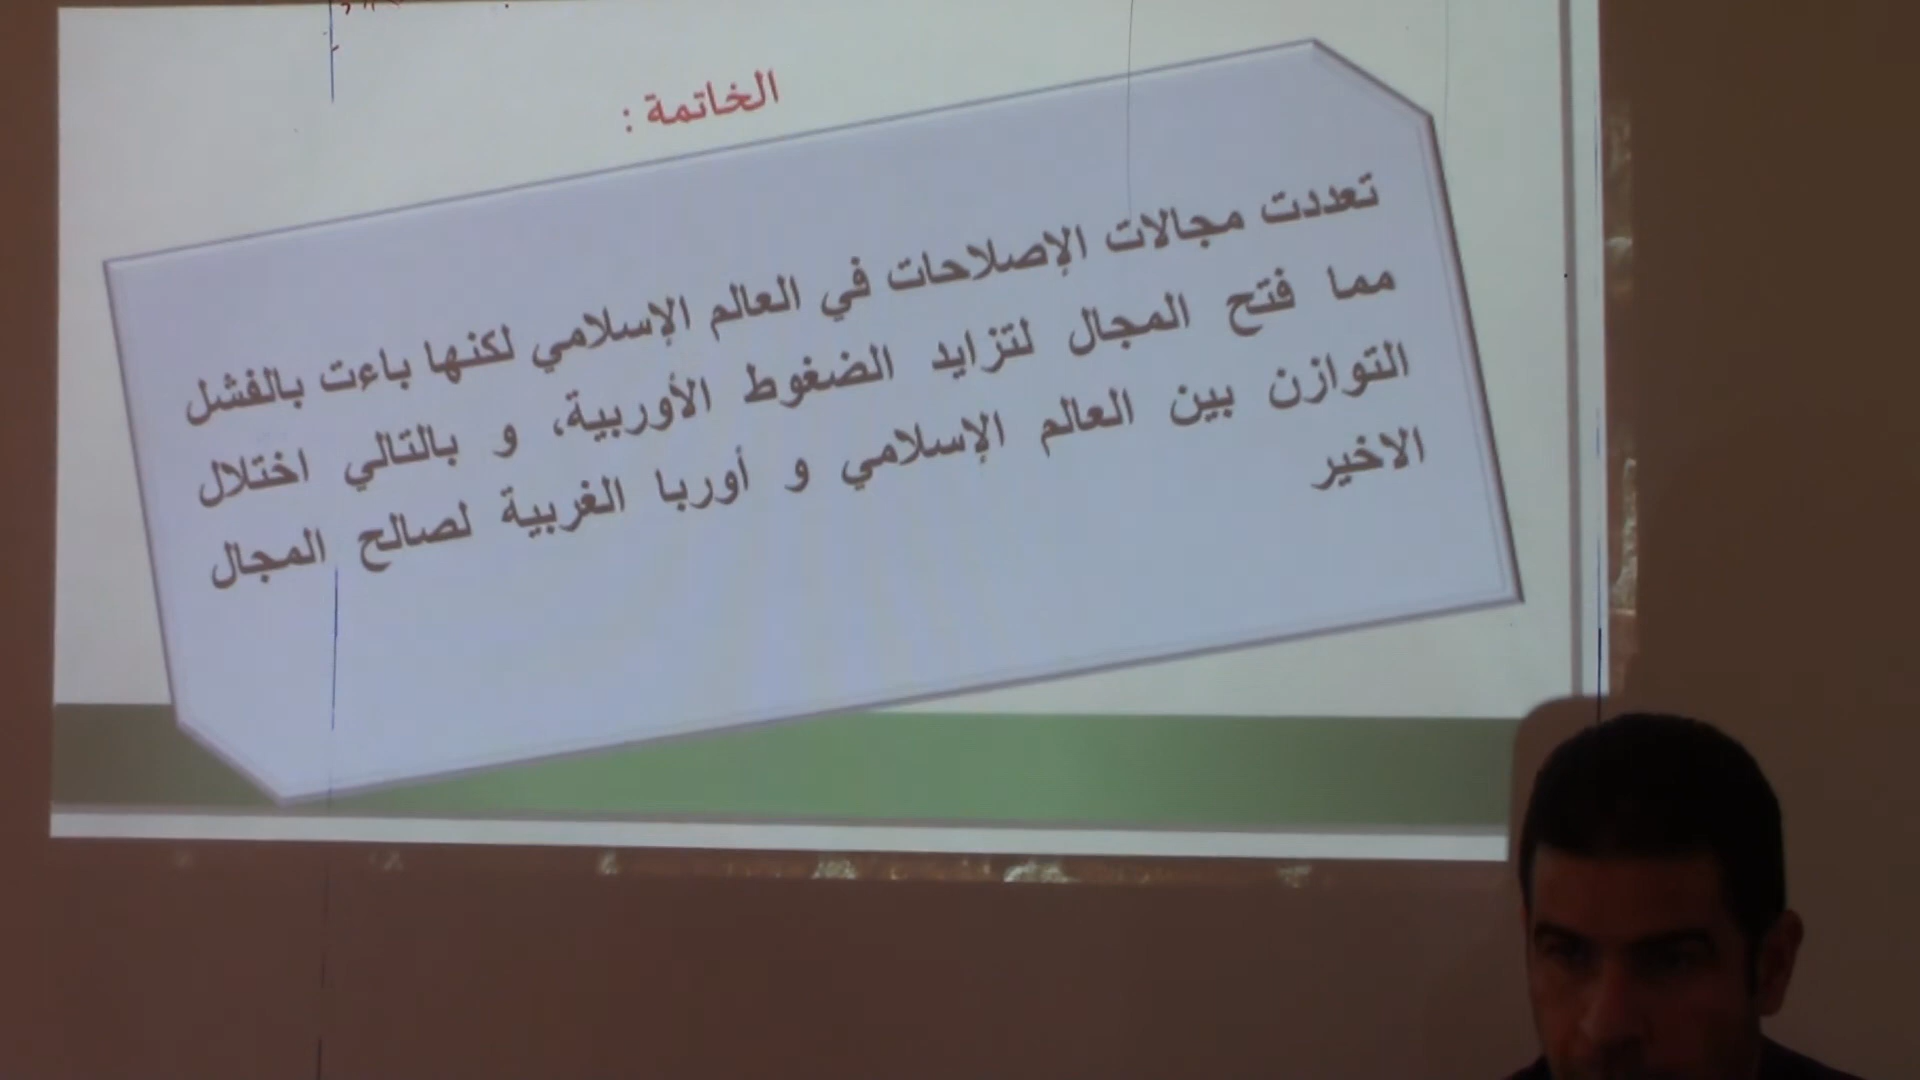 الخاتمة :
تعددت مجالات الإصلاحات في العالم الإسلامي لكنها باءت بالفشل
مما فتح المجال لتزايد الضغوط الأوربية، و بالتالي اختلال
التوازن بين العالم الإسلامي و أوربا الغربية لصالح المجال
الاخير